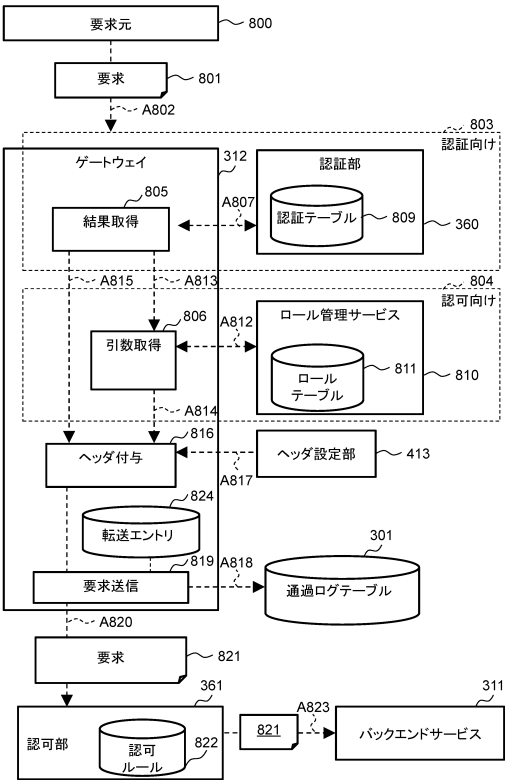 要求元
800
要求
801
A802
803
認証向け
ゲートウェイ
312
認証部
805
結果取得
A807
認証テーブル
809
360
A815
A813
804
認可向け
806
引数取得
A812
ロール管理サービス
ロール
テーブル
811
810
A814
816
ヘッダ付与
A817
ヘッダ設定部
413
824
転送エントリ
819
要求送信
A818
301
通過ログテーブル
A820
要求
821
361
認可部
認可
ルール
822
821
A823
311
バックエンドサービス